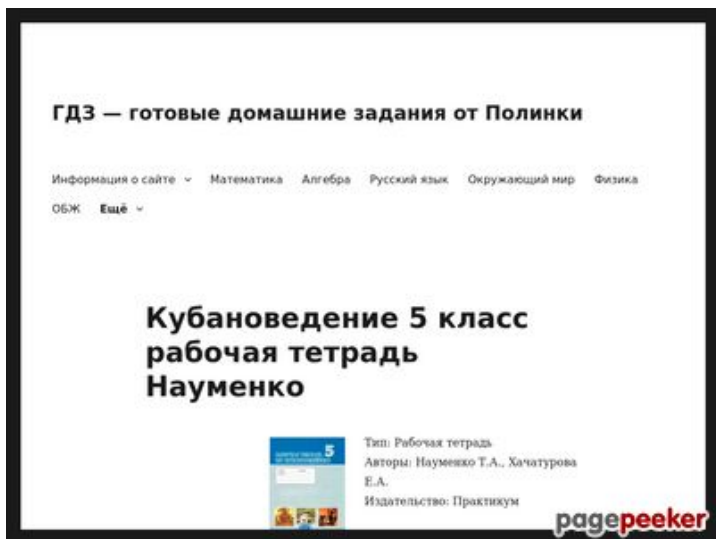 ГДЗ — готовые домашние задания от Полинки
Информация о сайте Математика Алгебра Русский язык Окружающий мир Физика
ОБЖ Ещё
Кубановедение 5 класс
рабочая тетрадь
Науменко
5
Тип: Рабочая тетрадь
Авторы: Науменко Т.А., Хачатурова
Е.А.
Издательство: Практикум
pagepeeker